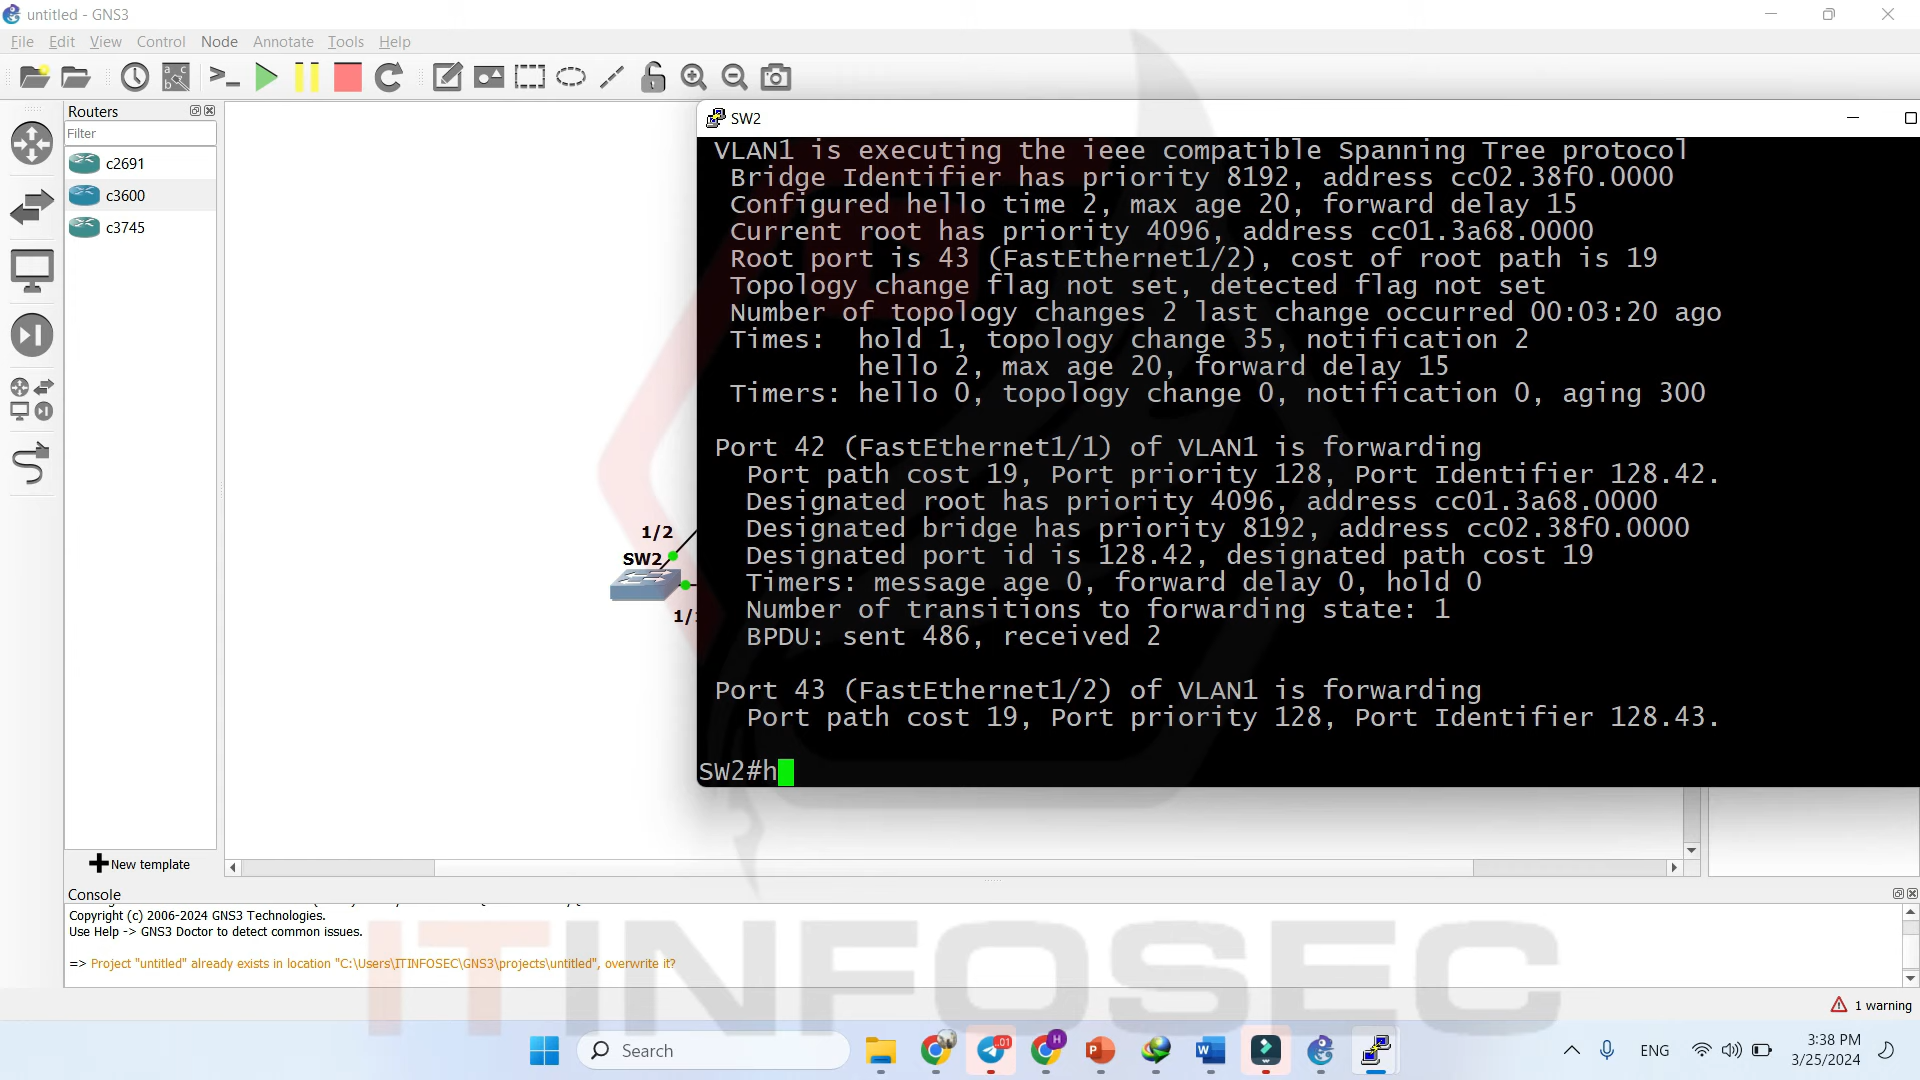 untitled - GNS3
File Edit View Control Node Annotate Tools Help
Routers
Filter
c2691
c3600
c3745
New template
1/2
SW2
1/
SW2
VLAN1 is executing the ieee compatible Spanning Tree protocol
Bridge Identifier has priority 8192, address cc02.38f0.0000
Configured hello time 2, max age 20, forward delay 15
Current root has priority 4096, address cc01.3a68.0000
Root port is 43 (FastEthernet1/2), cost of root path is 19
Topology change flag not set, detected flag not set
Number of topology changes 2 last change occurred 00:03:20 ago
Times: hold 1, topology change 35, notification 2
hello 2, max age 20, forward delay 15
Timers: hello 0, topology change 0, notification 0, aging 300
Port 42 (FastEthernet1/1) of VLAN1 is forwarding
Port path cost 19, Port priority 128, Port Identifier 128.42.
Designated root has priority 4096, address cc01.3a68.0000
Designated bridge has priority 8192, address cc02.38f0.0000
Designated port id is 128.42, designated path cost 19
Timers: message age 0, forward delay 0, hold 0
Number of transitions to forwarding state: 1
BPDU: sent 486, received 2
Port 43 (FastEthernet1/2) of VLAN1 is forwarding
Port path cost 19, Port priority 128, Port Identifier 128.43.
SW2#h
Console
Copyright (c) 2006-2024 GNS3 Technologies.
Use Help -> GNS3 Doctor to detect common issues.
=> Project "untitled" already exists in location "C:\Users\ITINFOSEC\GNS3\projects\untitled", overwrite it?
ITINFOSEC
1 warning
Search
ENG
3:38 PM
3/25/2024